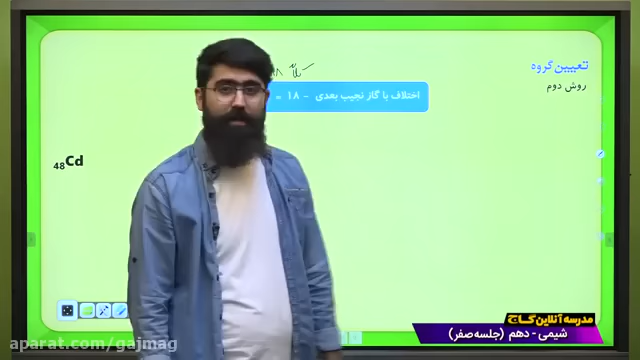 تعیین گروه
روش دوم
اختلاف با گاز نجیب بعدی - ۱۸ =
₄₈Cd
مدرسه آنلاین گاج
شیمی - دهم (جلسه صفر)
aparat.com/gajmag